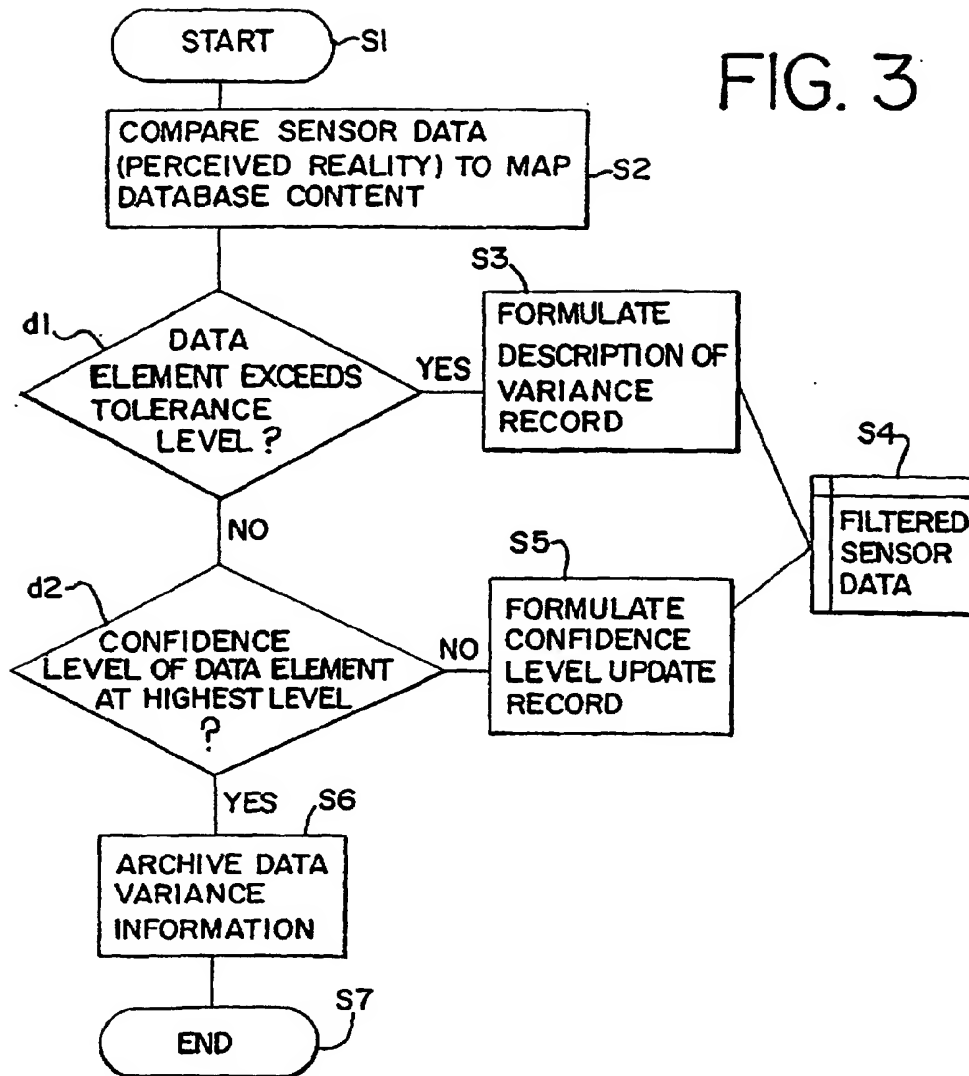 START
S1
FIG. 3
COMPARE SENSOR DATA
(PERCEIVED REALITY) TO MAP
DATABASE CONTENT
S2
d1
DATA
ELEMENT EXCEEDS
TOLERANCE
LEVEL ?
YES
S3
FORMULATE
DESCRIPTION OF
VARIANCE
RECORD
S4
FILTERED
SENSOR
DATA
NO
d2
CONFIDENCE
LEVEL OF DATA ELEMENT
AT HIGHEST LEVEL
?
NO
S5
FORMULATE
CONFIDENCE
LEVEL UPDATE
RECORD
YES
S6
ARCHIVE DATA
VARIANCE
INFORMATION
END
S7